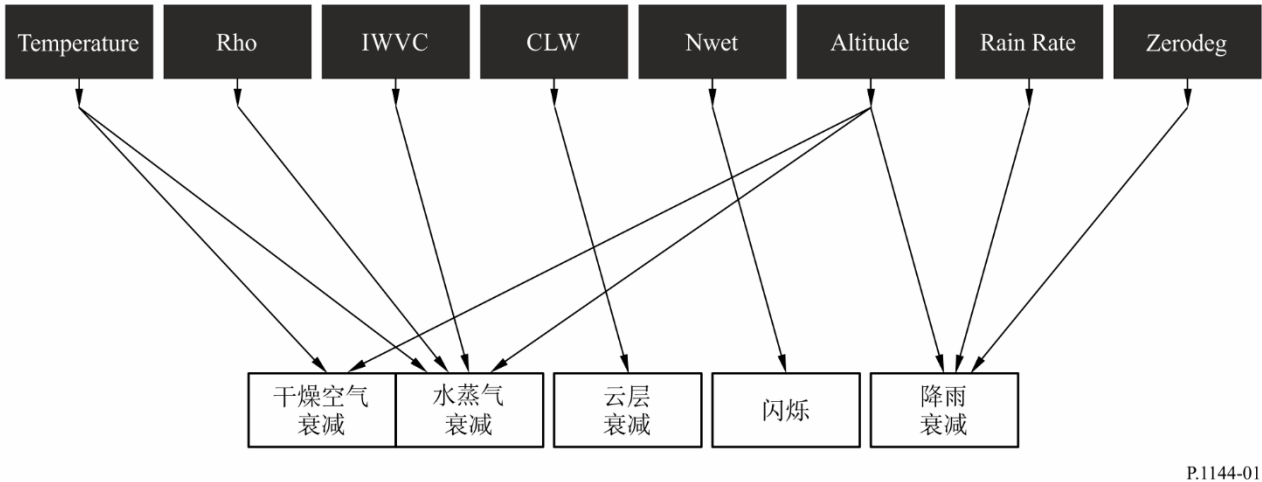 Temperature
Rho
IWVC
CLW
Nwet
Altitude
Rain Rate
Zerodeg
干燥空气
衰减
水蒸气
衰减
云层
衰减
闪烁
降雨
衰减
P.1144-01